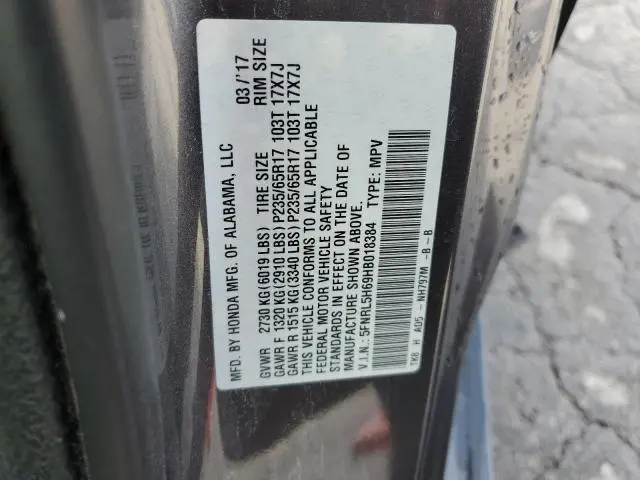 MFD. BY HONDA MFG. OF ALABAMA, LLC 03/'17
GVWR 2730 KG (6019 LBS) TIRE SIZE RIM SIZE
GAWR F 1320 KG (2910 LBS) P235/65R17 103T 17X7J
GAWR R 1515 KG (3340 LBS) P235/65R17 103T 17X7J
THIS VEHICLE CONFORMS TO ALL APPLICABLE
FEDERAL MOTOR VEHICLE SAFETY
STANDARDS IN EFFECT ON THE DATE OF
MANUFACTURE SHOWN ABOVE.
V.I.N.: 5FNRL5H69HB018384 TYPE: MPV
TK8 H A05 - NH797M -B-B